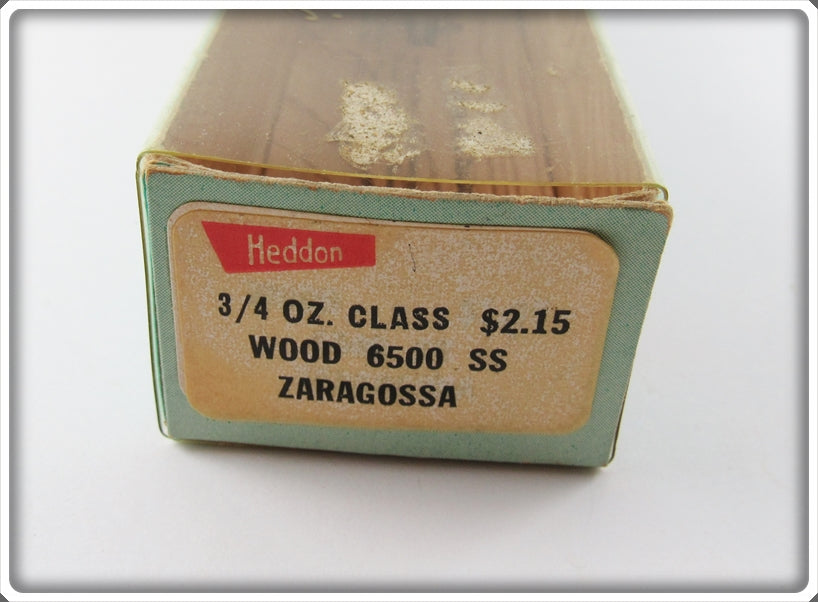 Heddon
3/4 OZ. CLASS $2.15
WOOD 6500 SS
ZARAGOSSA